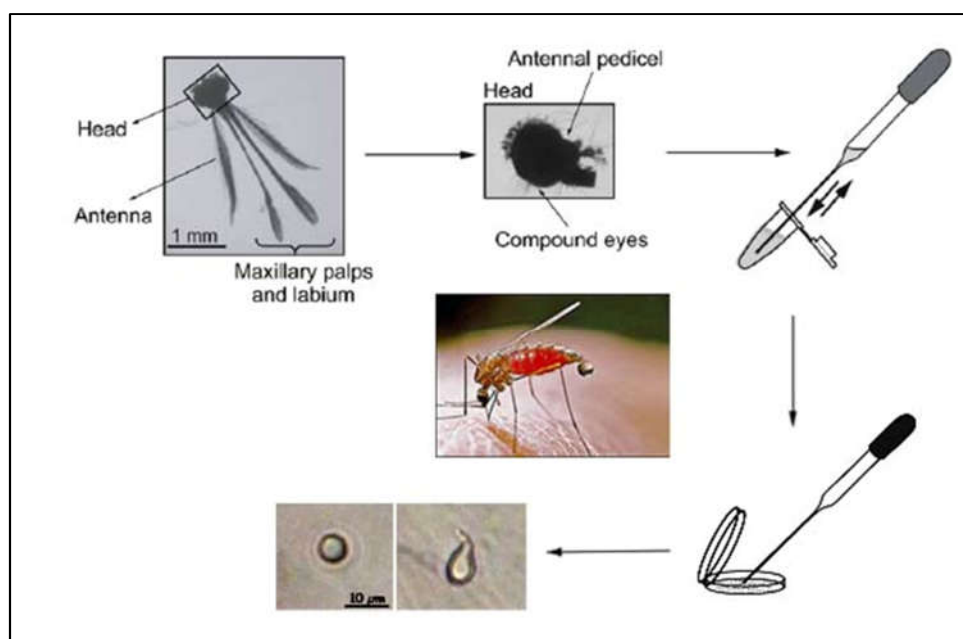 Head
Antenna
1 mm
Maxillary palps
and labium
Antennal pedicel
Head
Compound eyes
10 μm